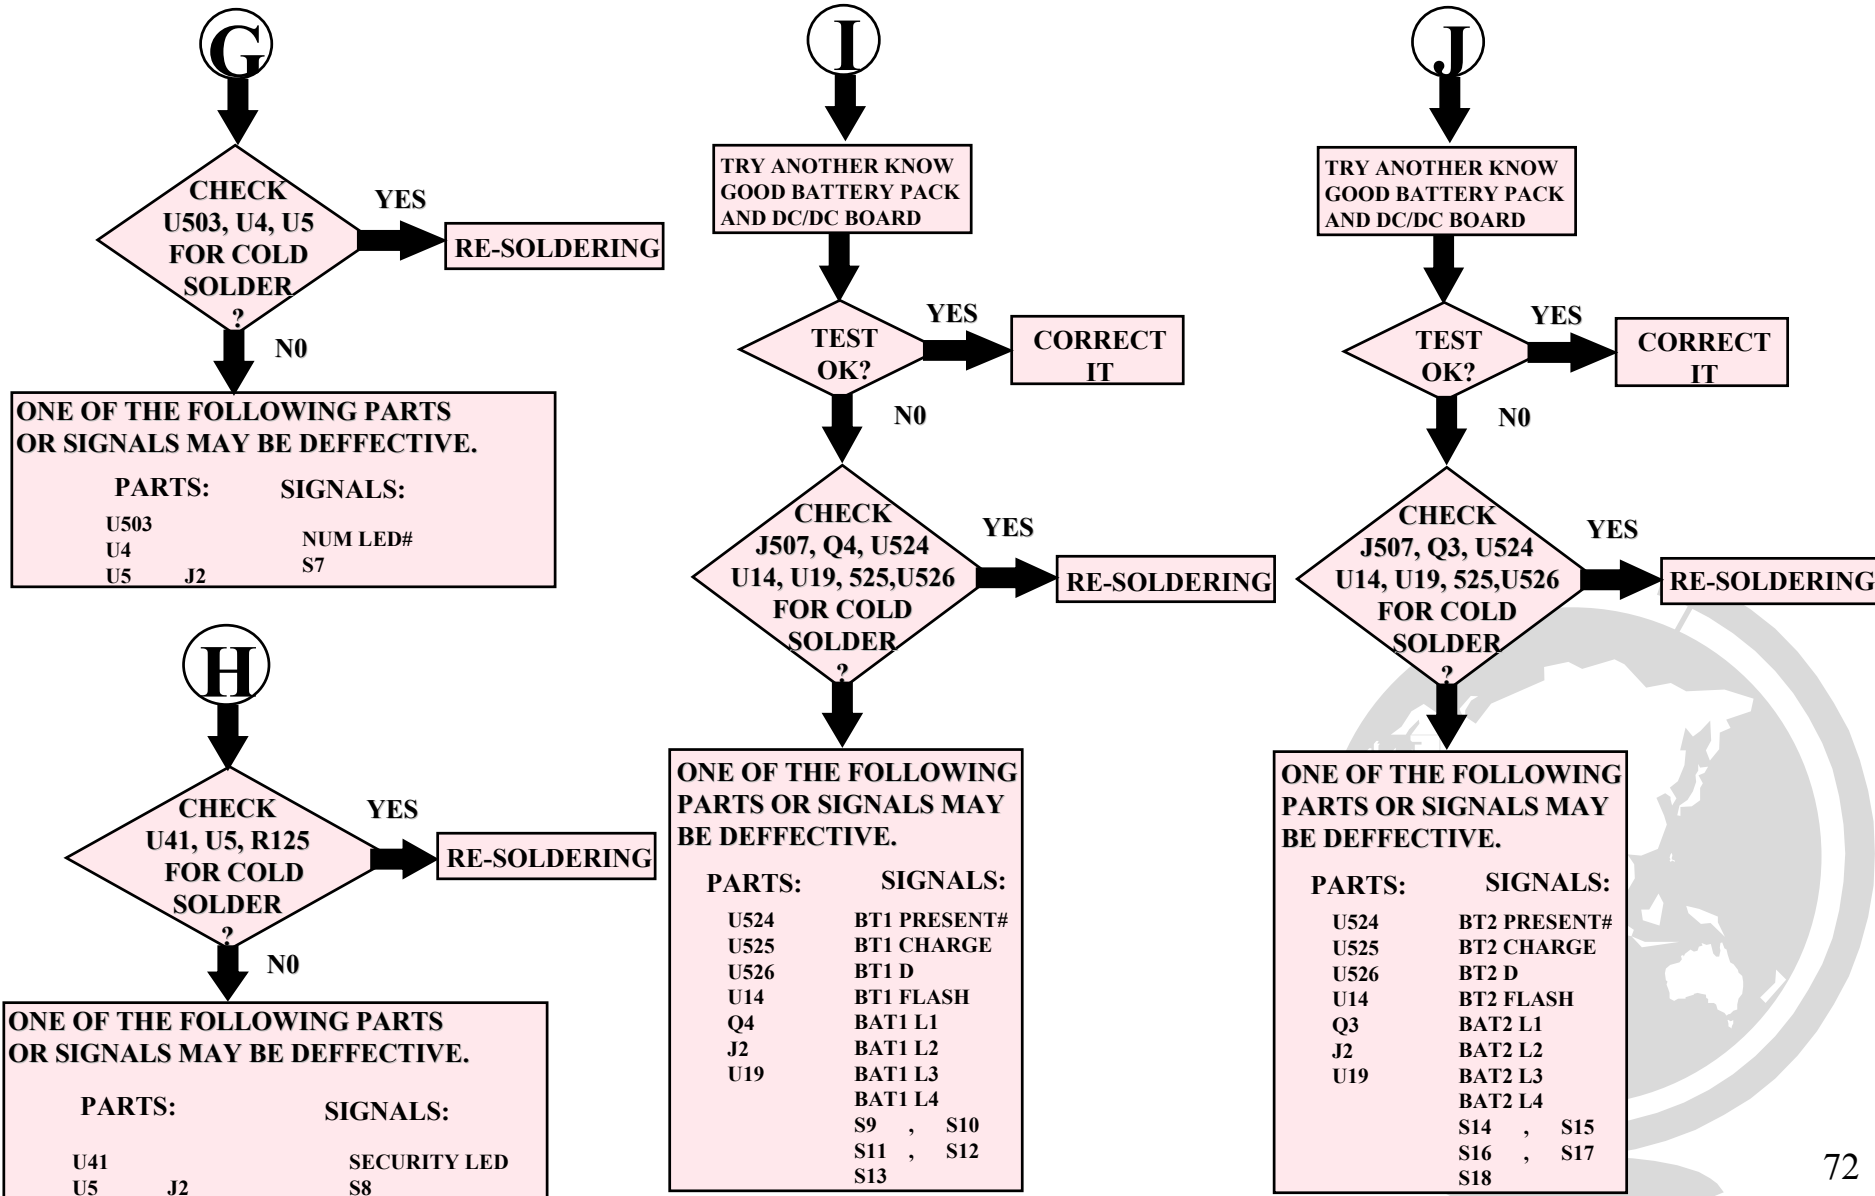 G
CHECK
U503, U4, U5
FOR COLD
SOLDER
?
YES
RE-SOLDERING
N0
ONE OF THE FOLLOWING PARTS
OR SIGNALS MAY BE DEFFECTIVE.
PARTS: SIGNALS:
U503
U4
U5 J2
NUM LED#
S7
H
CHECK
U41, U5, R125
FOR COLD
SOLDER
?
YES
RE-SOLDERING
N0
ONE OF THE FOLLOWING PARTS
OR SIGNALS MAY BE DEFFECTIVE.
PARTS: SIGNALS:
U41 SECURITY LED
U5 J2 S8
I
TRY ANOTHER KNOW
GOOD BATTERY PACK
AND DC/DC BOARD
TEST
OK?
YES
CORRECT
IT
N0
CHECK
J507, Q4, U524
U14, U19, 525,U526
FOR COLD
SOLDER
?
YES
RE-SOLDERING
ONE OF THE FOLLOWING
PARTS OR SIGNALS MAY
BE DEFFECTIVE.
PARTS: SIGNALS:
U524 BT1 PRESENT#
U525 BT1 CHARGE
U526 BT1 D
U14 BT1 FLASH
Q4 BAT1 L1
J2 BAT1 L2
U19 BAT1 L3
BAT1 L4
S9 , S10
S11 , S12
S13
J
TRY ANOTHER KNOW
GOOD BATTERY PACK
AND DC/DC BOARD
TEST
OK?
YES
CORRECT
IT
N0
CHECK
J507, Q3, U524
U14, U19, 525,U526
FOR COLD
SOLDER
?
YES
RE-SOLDERING
ONE OF THE FOLLOWING
PARTS OR SIGNALS MAY
BE DEFFECTIVE.
PARTS: SIGNALS:
U524 BT2 PRESENT#
U525 BT2 CHARGE
U526 BT2 D
U14 BT2 FLASH
Q3 BAT2 L1
J2 BAT2 L2
U19 BAT2 L3
BAT2 L4
S14 , S15
S16 , S17
S18
72